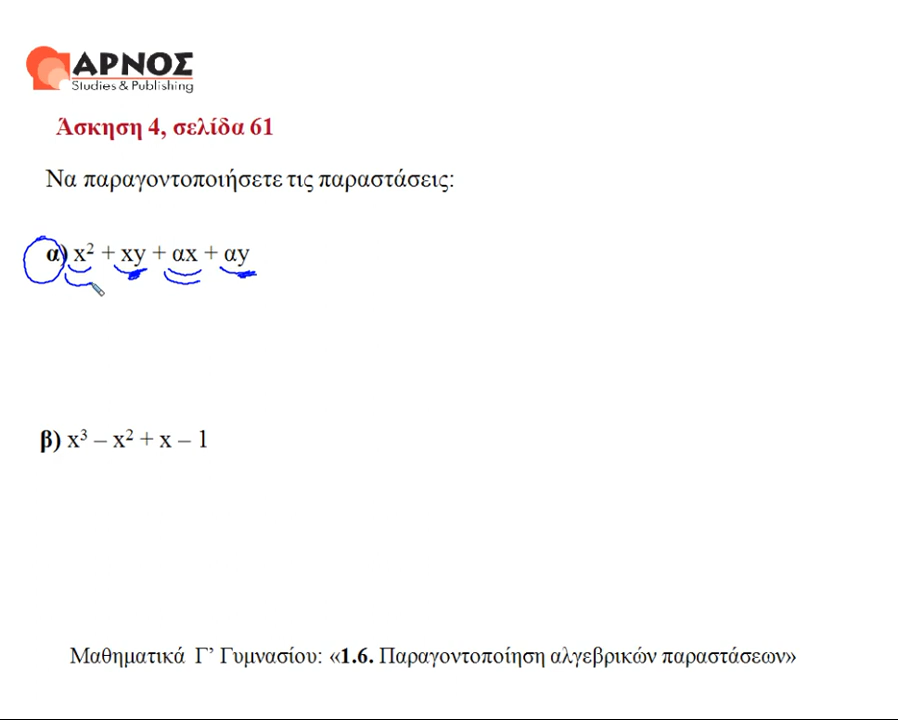 ΑΡΝΟΣ
Studies & Publishing
Άσκηση 4, σελίδα 61
Να παραγοντοποιήσετε τις παραστάσεις:
α) x² + xy + αx + αy
β) x³ – x² + x – 1
Μαθηματικά Γ’ Γυμνασίου: «1.6. Παραγοντοποίηση αλγεβρικών παραστάσεων»